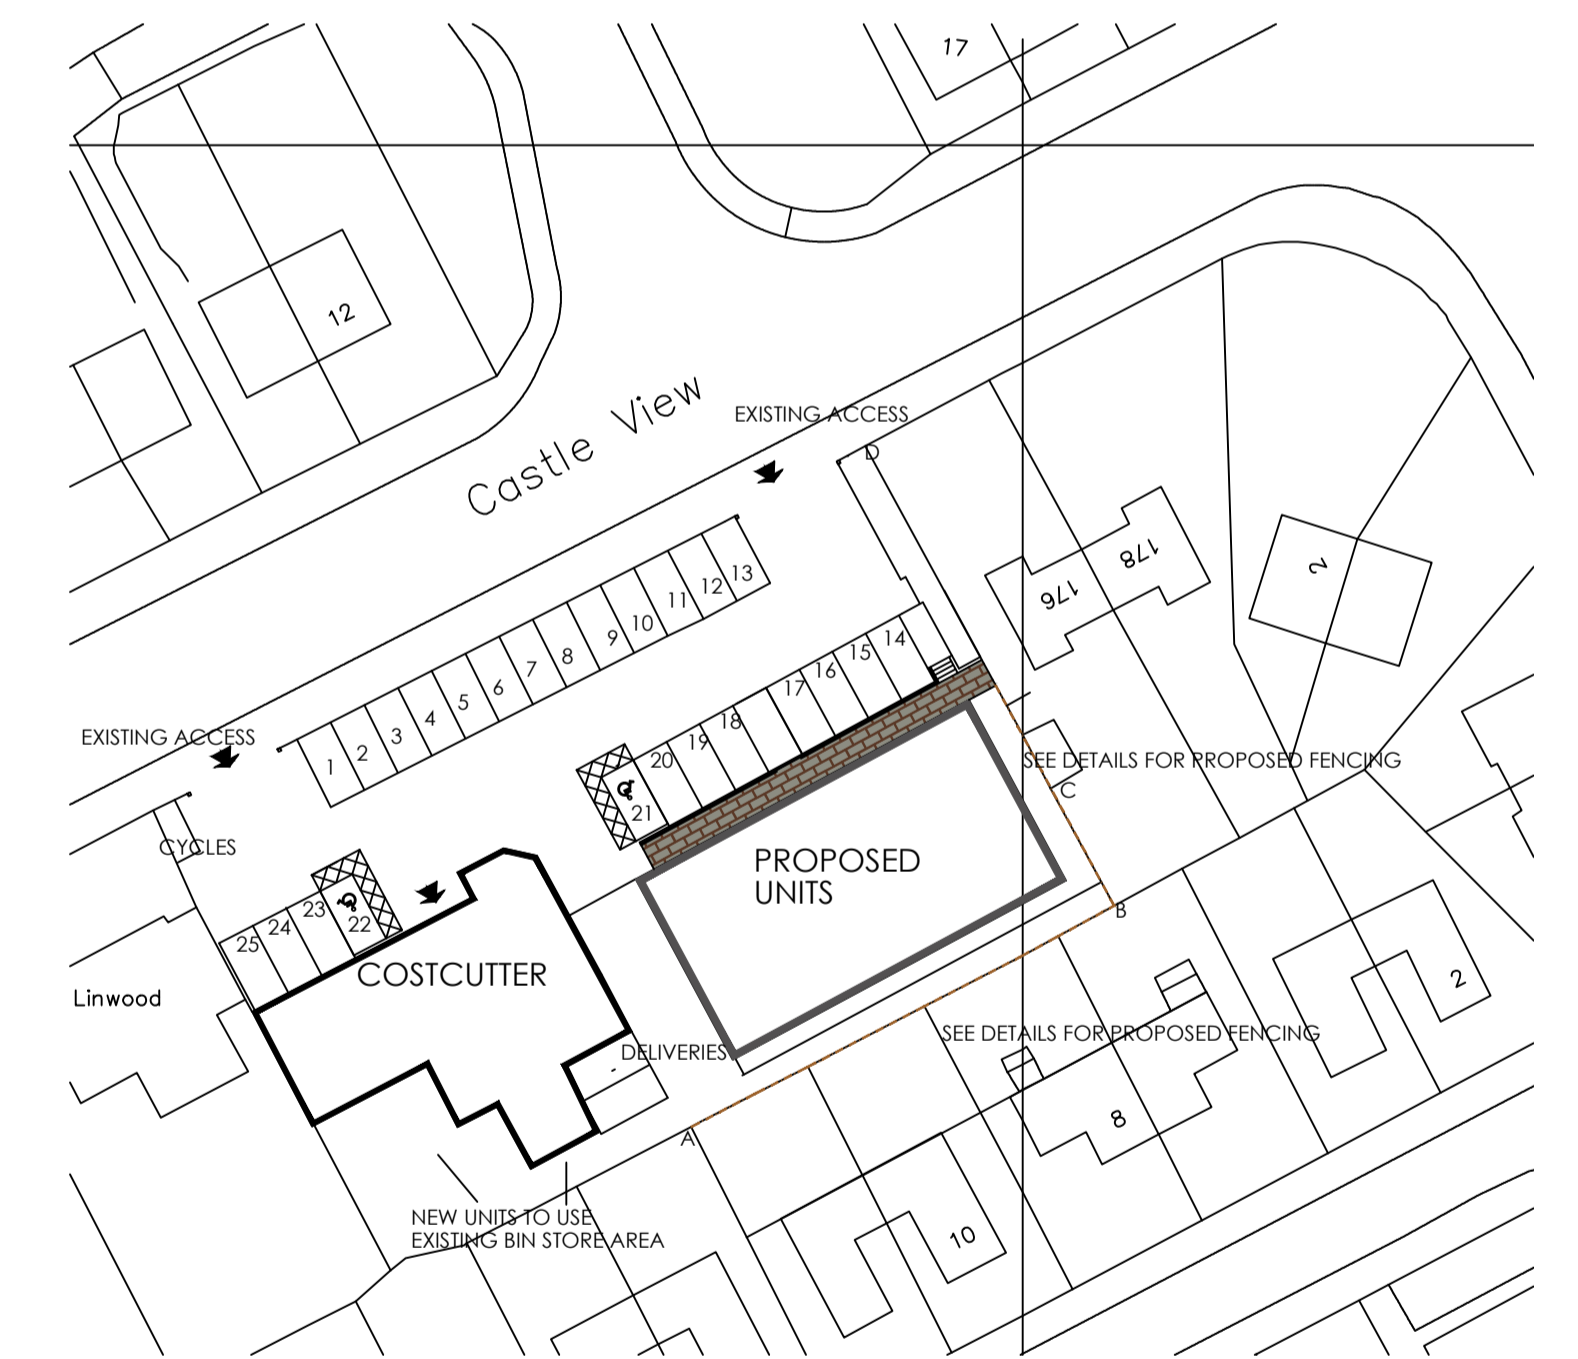 17
12
Castle View
EXISTING ACCESS
D
178
176
2
13
12
11
10
9
8
7
6
5
4
3
2
1
14
15
16
17
18
19
20
21
EXISTING ACCESS
SEE DETAILS FOR PROPOSED FENCING
C
CYCLES
PROPOSED
UNITS
23
22
24
25
B
COSTCUTTER
Linwood
2
SEE DETAILS FOR PROPOSED FENCING
DELIVERIES
8
A
NEW UNITS TO USE
EXISTING BIN STORE AREA
10